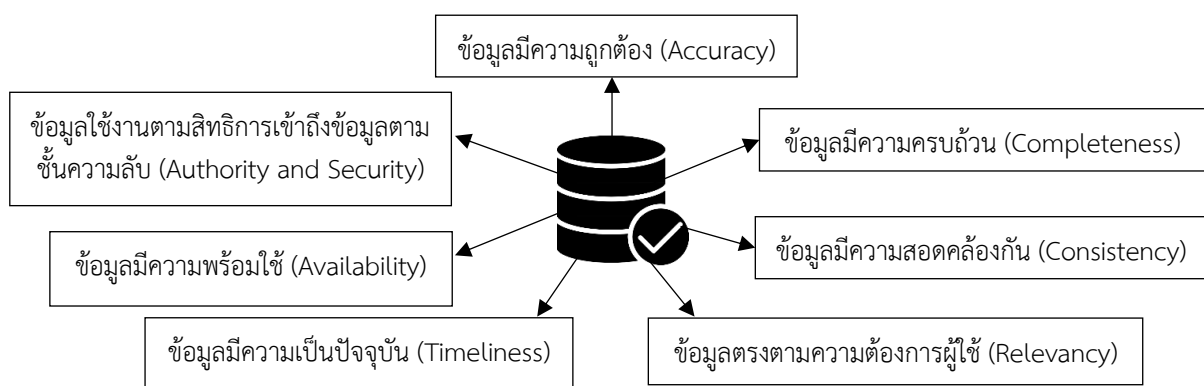 ข้อมูลมีความถูกต้อง (Accuracy)
ข้อมูลใช้งานตามสิทธิการเข้าถึงข้อมูลตาม
ชั้นความลับ (Authority and Security)
ข้อมูลมีความครบถ้วน (Completeness)
ข้อมูลมีความพร้อมใช้ (Availability)
ข้อมูลมีความสอดคล้องกัน (Consistency)
ข้อมูลมีความเป็นปัจจุบัน (Timeliness)
ข้อมูลตรงตามความต้องการผู้ใช้ (Relevancy)